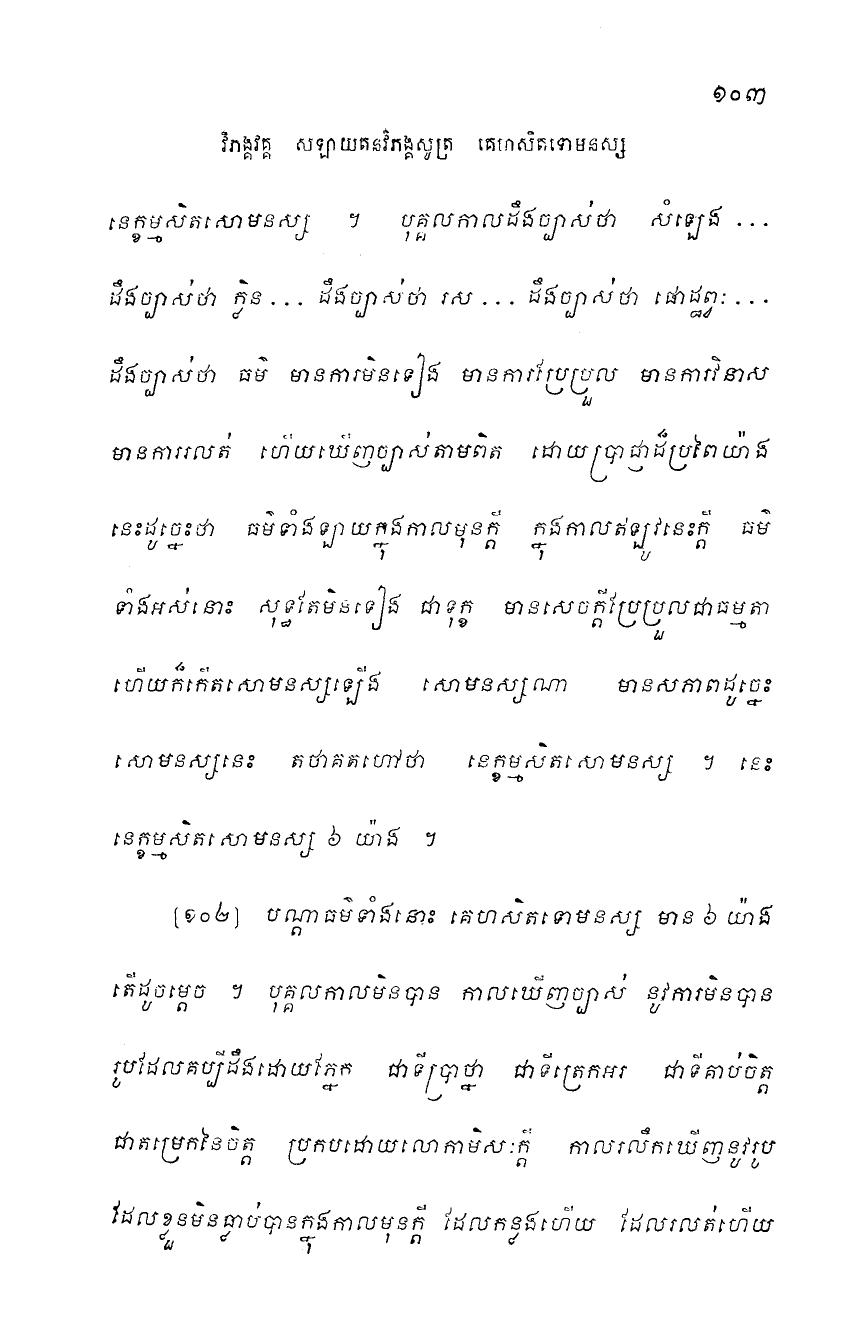 ១០៣
វិភង្គវគ្គ សឡាយតនវិភង្គសូត្រ គេហសិតទោមនស្ស
នេក្ខម្មសិតសោមនស្ស ។ បុគ្គលកាលដឹងច្បាស់ថា សំឡេង ...
ដឹងច្បាស់ថា ក្លិន ... ដឹងច្បាស់ថា រស ... ដឹងច្បាស់ថា ផោដ្ឋព្វៈ ...
ដឹងច្បាស់ថា ធម៌ មានការមិនទៀង មានការប្រែប្រួល មានការវិនាស
មានការរលត់ ហើយឃើញច្បាស់តាមពិត ដោយប្រាជ្ញាដ៏ប្រពៃយ៉ាង
នេះដូច្នេះថា ធម៌ទាំងឡាយក្នុងកាលមុនក្តី ក្នុងកាលឥឡូវនេះក្តី ធម៌
ទាំងអស់នោះ សុទ្ធតែមិនទៀង ជាទុក្ខ មានសេចក្តីប្រែប្រួលជាធម្មតា
ហើយក៏កើតសោមនស្សឡើង សោមនស្សណា មានសភាពដូច្នេះ
សោមនស្សនេះ តថាគតហៅថា នេក្ខម្មសិតសោមនស្ស ។ នេះ
នេក្ខម្មសិតសោមនស្ស ៦ យ៉ាង ។
[១០២] បណ្តាធម៌ទាំងនោះ គេហសិតទោមនស្ស មាន ៦ យ៉ាង
តើដូចម្តេច ។ បុគ្គលកាលមិនបាន កាលឃើញច្បាស់ នូវការមិនបាន
រូបដែលគប្បីដឹងដោយភ្នែក ជាទីប្រាថ្នា ជាទីត្រេកអរ ជាទីគាប់ចិត្ត
ជាតម្រេកនៃចិត្ត ប្រកបដោយលោកាមិសៈក្តី កាលរលឹកឃើញនូវរូប
ដែលខ្លួនមិនធ្លាប់បានក្នុងកាលមុនក្តី ដែលកន្លងហើយ ដែលរលត់ហើយ